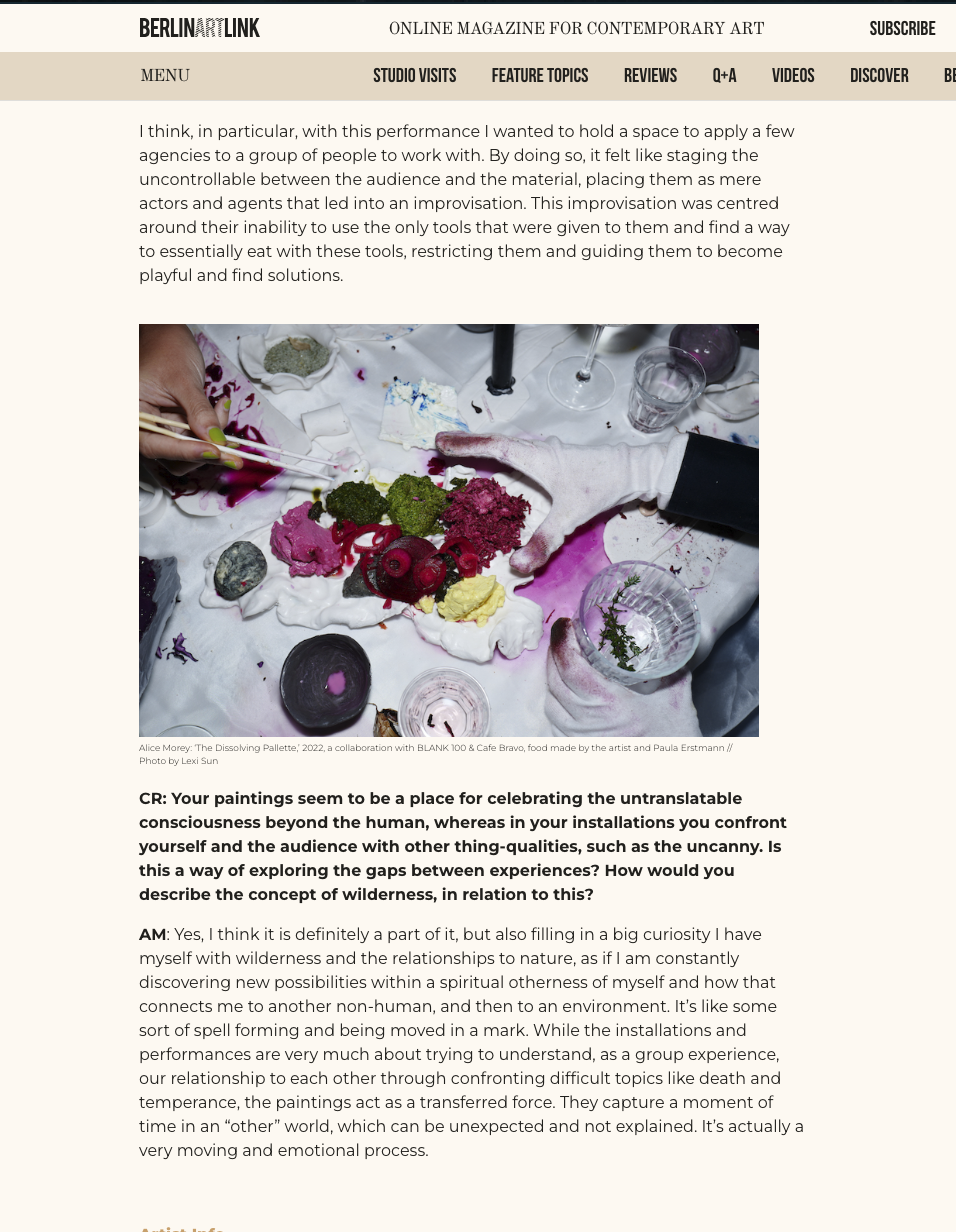 BERLINARTLINK
ONLINE MAGAZINE FOR CONTEMPORARY ART
SUBSCRIBE
MENU
STUDIO VISITS
FEATURE TOPICS
REVIEWS
Q+A
VIDEOS
DISCOVER
I think, in particular, with this performance I wanted to hold a space to apply a few
agencies to a group of people to work with. By doing so, it felt like staging the
uncontrollable between the audience and the material, placing them as mere
actors and agents that led into an improvisation. This improvisation was centred
around their inability to use the only tools that were given to them and find a way
to essentially eat with these tools, restricting them and guiding them to become
playful and find solutions.
Alice Morey: ‘The Dissolving Pallette,’ 2022, a collaboration with BLANK 100 & Cafe Bravo, food made by the artist and Paula Erstmann //
Photo by Lexi Sun
CR: Your paintings seem to be a place for celebrating the untranslatable
consciousness beyond the human, whereas in your installations you confront
yourself and the audience with other thing-qualities, such as the uncanny. Is
this a way of exploring the gaps between experiences? How would you
describe the concept of wilderness, in relation to this?
AM: Yes, I think it is definitely a part of it, but also filling in a big curiosity I have
myself with wilderness and the relationships to nature, as if I am constantly
discovering new possibilities within a spiritual otherness of myself and how that
connects me to another non-human, and then to an environment. It’s like some
sort of spell forming and being moved in a mark. While the installations and
performances are very much about trying to understand, as a group experience,
our relationship to each other through confronting difficult topics like death and
temperance, the paintings act as a transferred force. They capture a moment of
time in an “other” world, which can be unexpected and not explained. It’s actually a
very moving and emotional process.
Artist Info